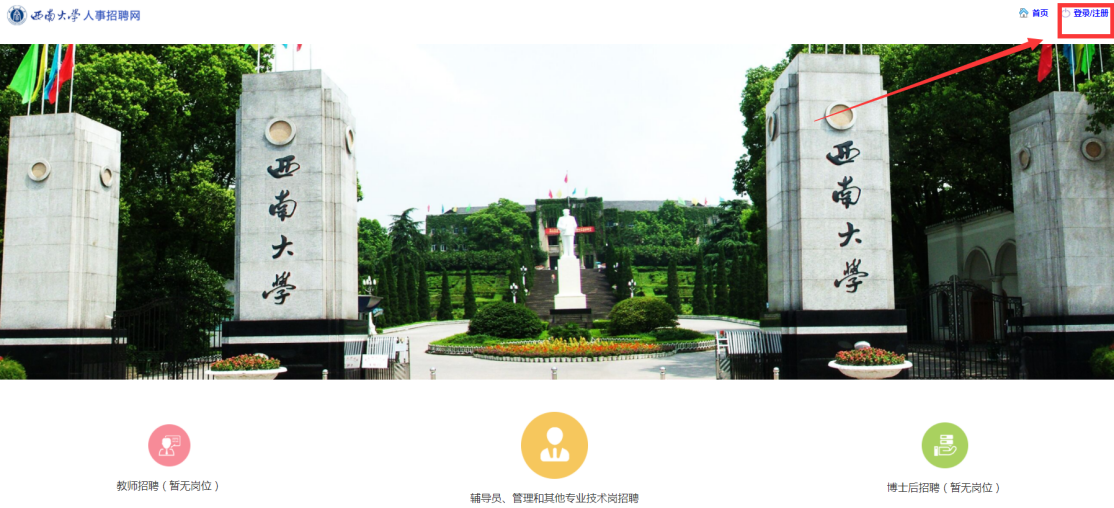 西南大学人事招聘网
首页
登录/注册
西南大學
西南大學
教师招聘（暂无岗位）
辅导员、管理和其他专业技术岗招聘
博士后招聘（暂无岗位）